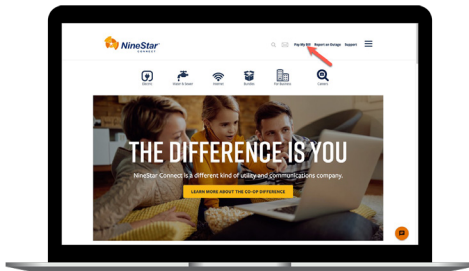 NineStar
CONNECT
Pay My Bill Report an Outage Support
Electric Water & Sewer Internet Bundles For Business Careers
THE DIFFERENCE IS YOU
NineStar Connect is a different kind of utility and communications company.
LEARN MORE ABOUT THE CO-OP DIFFERENCE